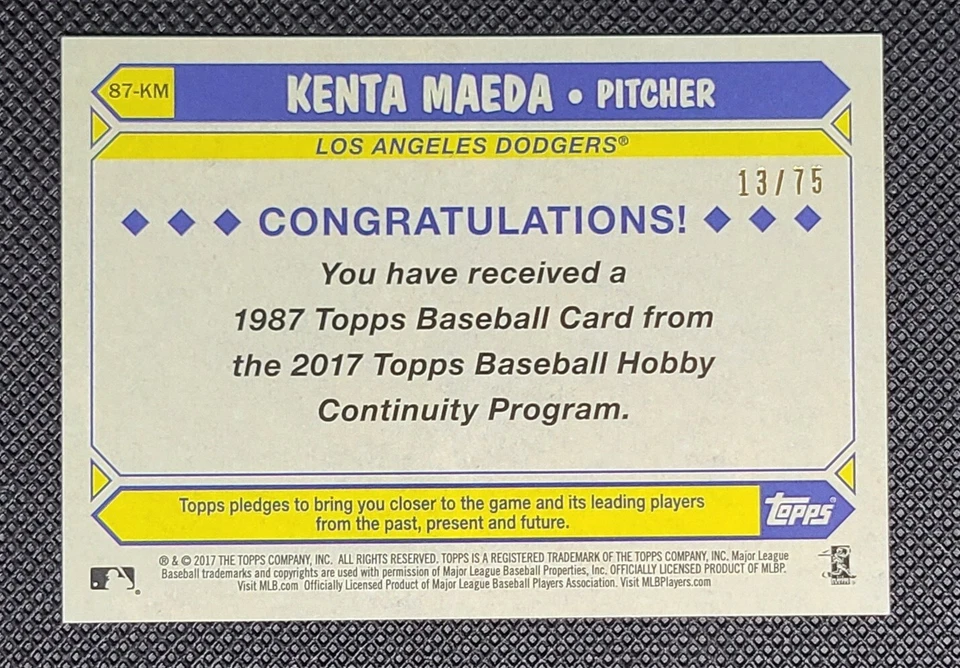 87-KM
KENTA MAEDA • PITCHER
LOS ANGELES DODGERS®
13/75
CONGRATULATIONS!
You have received a
1987 Topps Baseball Card from
the 2017 Topps Baseball Hobby
Continuity Program.
Topps pledges to bring you closer to the game and its leading players
from the past, present and future.
topps®
® & © 2017 THE TOPPS COMPANY, INC. ALL RIGHTS RESERVED. TOPPS IS A REGISTERED TRADEMARK OF THE TOPPS COMPANY, INC. Major League
Baseball trademarks and copyrights are used with permission of Major League Baseball Properties, Inc. OFFICIALLY LICENSED PRODUCT OF MLBP.
Visit MLB.com Officially Licensed Product of Major League Baseball Players Association. Visit MLBPlayers.com